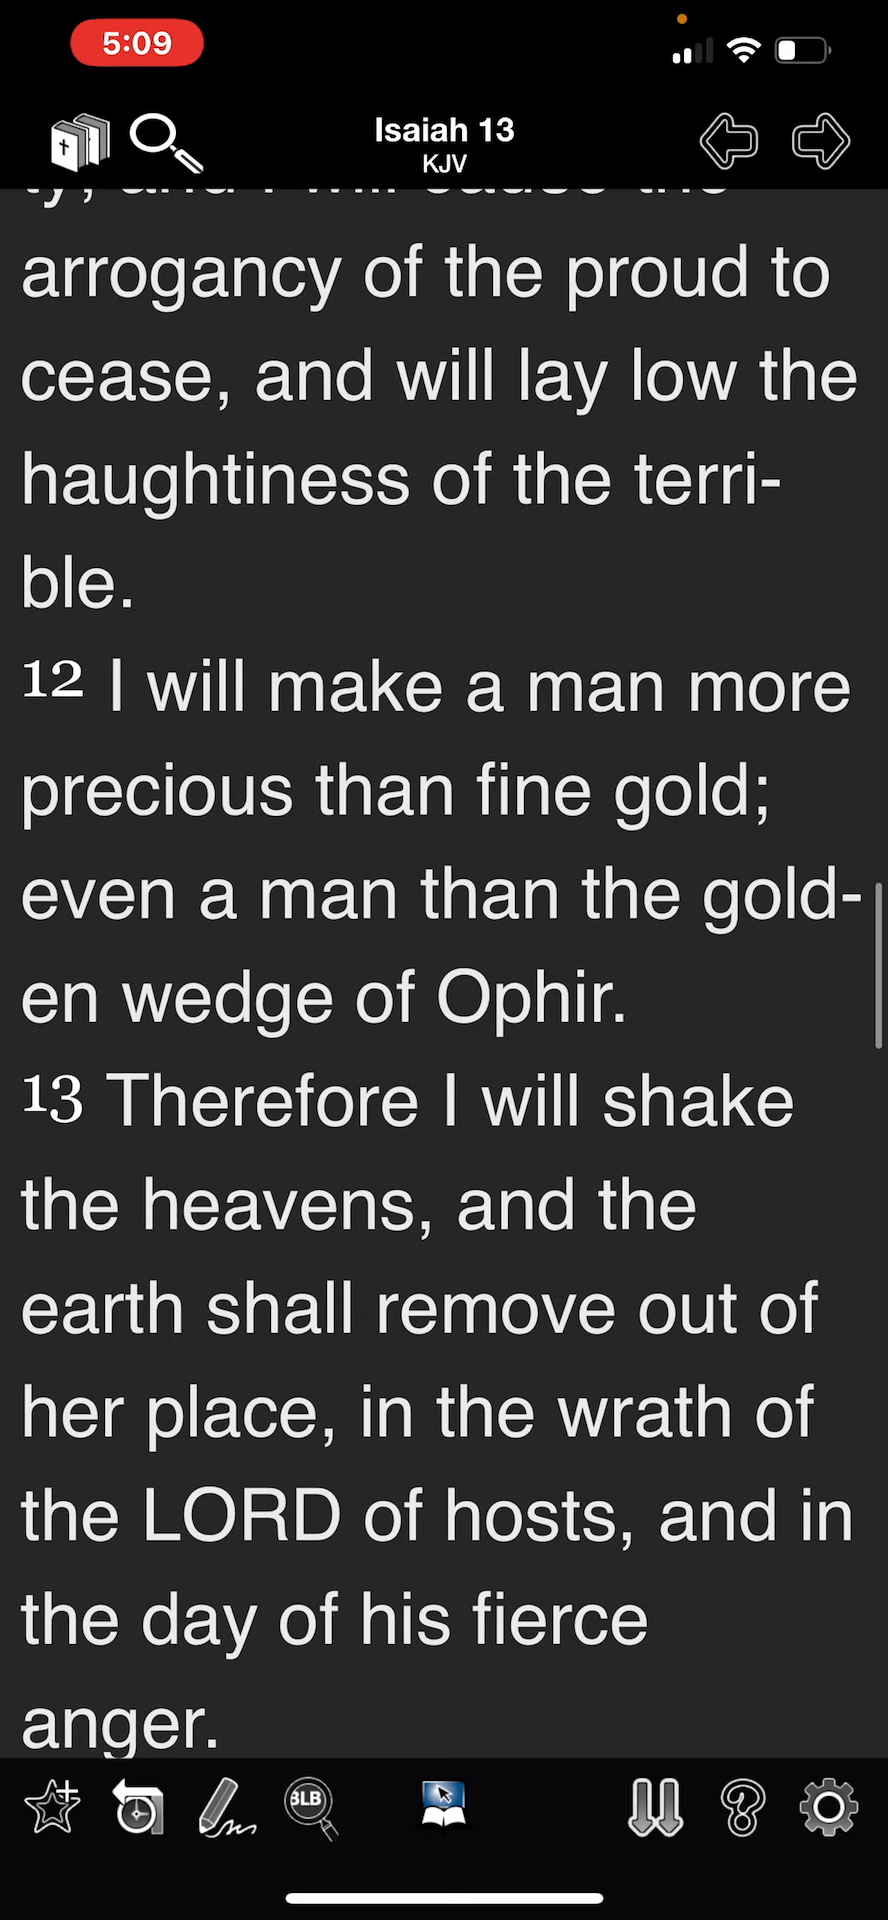 5:09
Isaiah 13
KJV
arrogancy of the proud to
cease, and will lay low the
haughtiness of the terri-
ble.
12 I will make a man more
precious than fine gold;
even a man than the gold-
en wedge of Ophir.
13 Therefore I will shake
the heavens, and the
earth shall remove out of
her place, in the wrath of
the LORD of hosts, and in
the day of his fierce
anger.
BLB